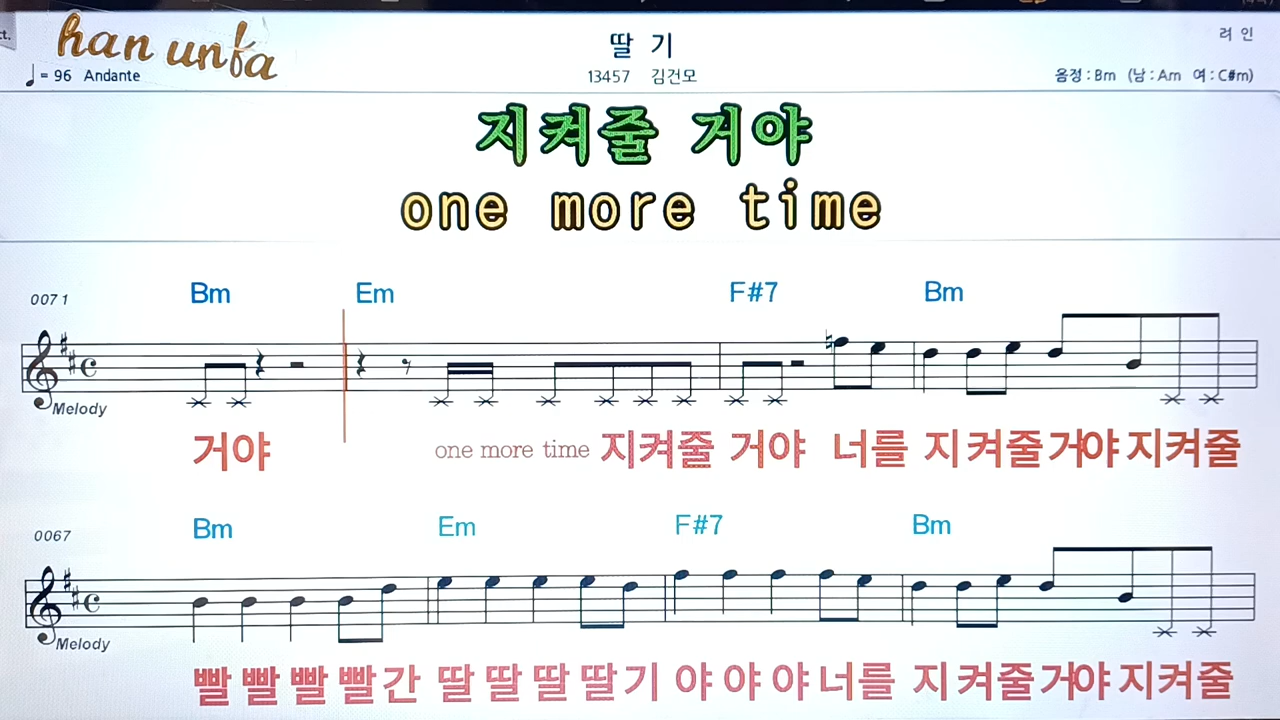 ct.
han unfa
딸 기
려 인
♩ = 96 Andante
13457 김건모
음정 : Bm (남 : Am 여 : C#m)
지켜줄 거야
one more time
0071
Bm Em F#7 Bm
Melody
거야 one more time 지켜줄 거야 너를 지켜줄거야 지켜줄
0067
Bm Em F#7 Bm
Melody
빨 빨 빨 빨간 딸 딸 딸 딸기 야 야 야 너를 지켜줄거야 지켜줄